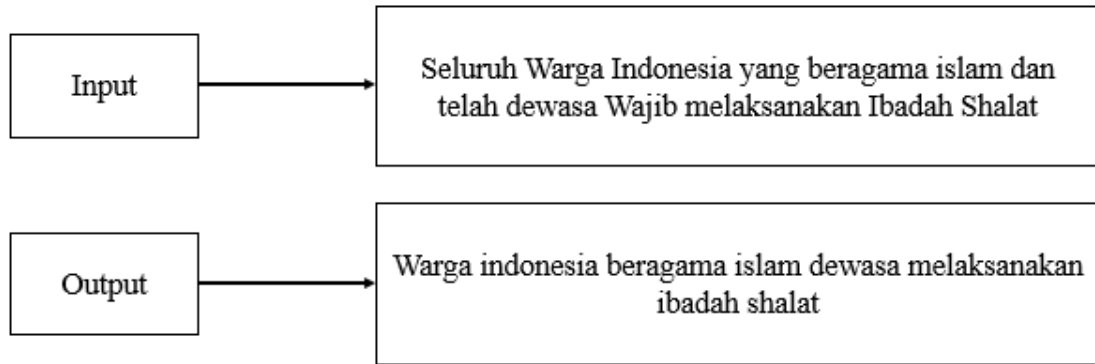 Input
Seluruh Warga Indonesia yang beragama islam dan
telah dewasa Wajib melaksanakan Ibadah Shalat
Output
Warga indonesia beragama islam dewasa melaksanakan
ibadah shalat